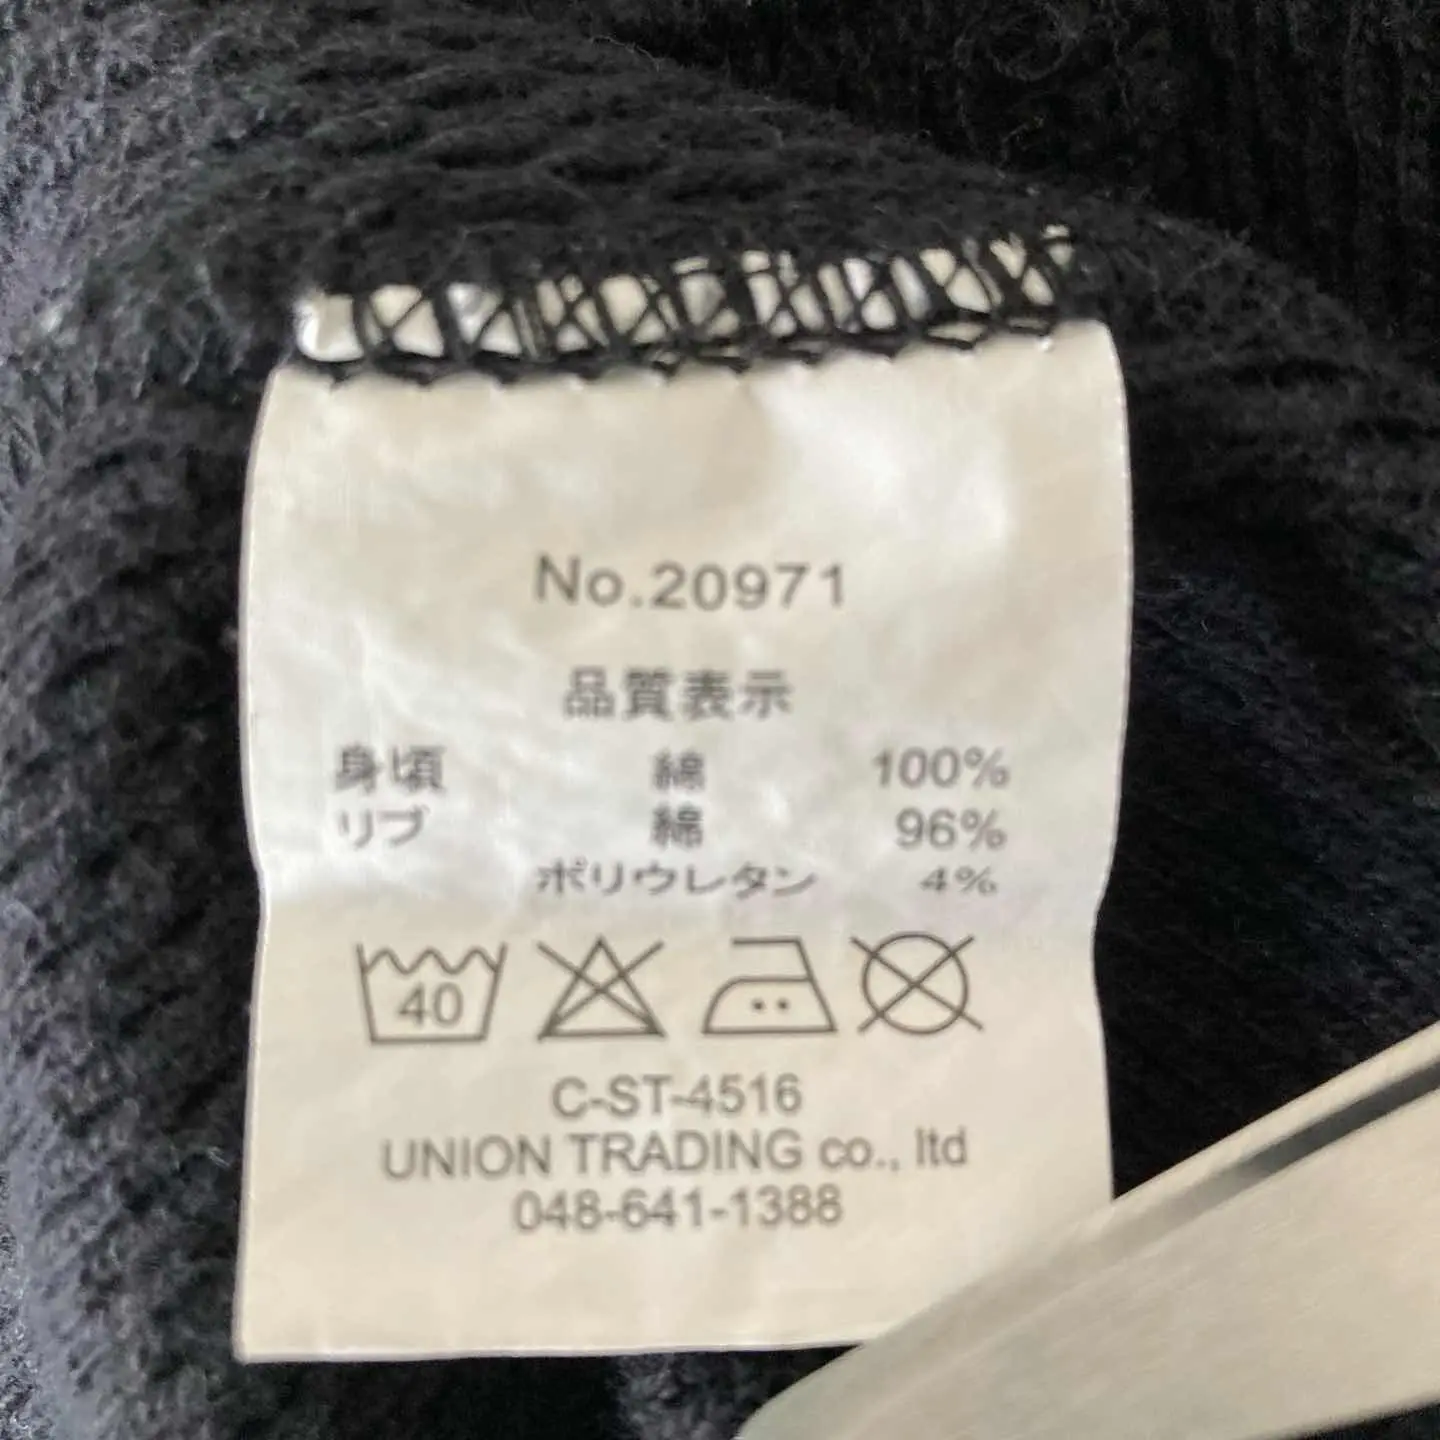 No.20971
品質表示
身頃 綿 100%
リブ 綿 96%
ポリウレタン 4%
40
C-ST-4516
UNION TRADING co., ltd
048-641-1388